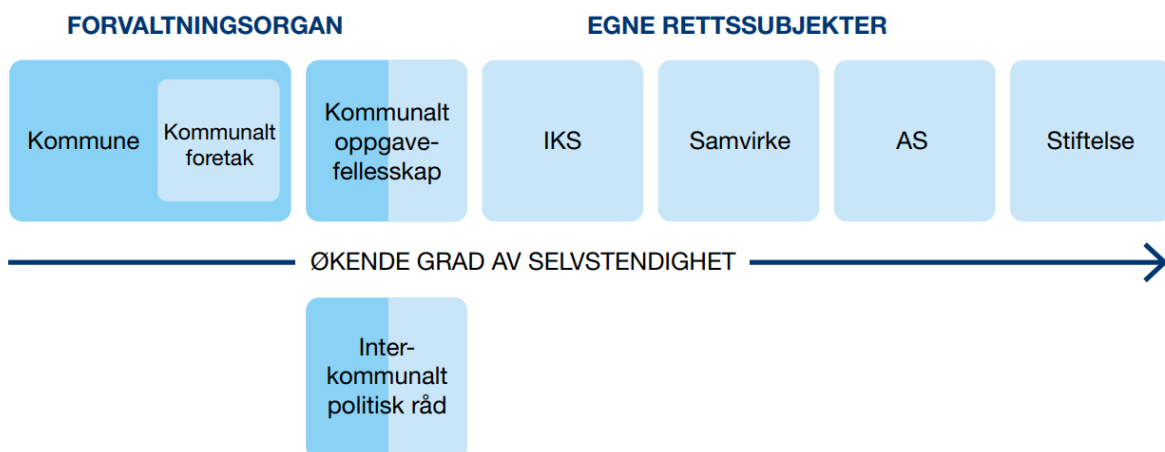 FORVALTNINGSORGAN
EGNE RETTSSUBJEKTER
Kommune
Kommunalt
foretak
Kommunalt
oppgave-
fellesskap
IKS
Samvirke
AS
Stiftelse
ØKENDE GRAD AV SELVSTENDIGHET
Inter-
kommunalt
politisk råd